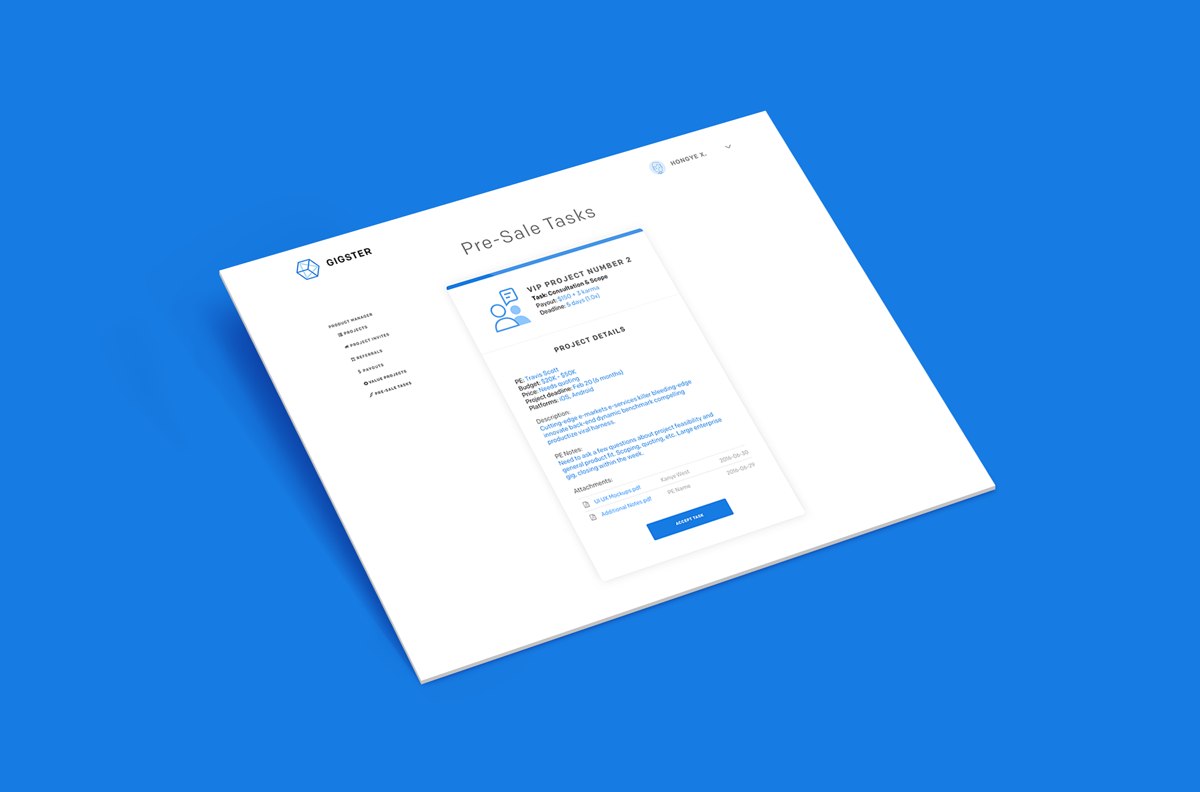 GIGSTER
HONGYE X.
PRODUCT MANAGER
PROJECTS
PROJECT INVITES
REFERRALS
PAYOUTS
VALUE PROJECTS
PRE-SALE TASKS
Pre-Sale Tasks
VIP PROJECT NUMBER 2
Task: Consultation & Scope
Payout: $150 + 3 karma
Deadline: 5 days (1.0x)
PROJECT DETAILS
PE: Travis Scott
Budget: $20K - $50K
Price: Needs quoting
Project deadline: Feb 20 (6 months)
Platforms: iOS, Android
Description:
Cutting-edge e-markets e-services killer bleeding-edge
innovate back-end dynamic benchmark compelling
productize viral harness.
PE Notes:
Need to ask a few questions about project feasibility and
general product fit. Scoping, quoting, etc. Large enterprise
gig, closing within the week.
Attachments:
UI UX Mockups.pdf Kanye West 2016-06-30
Additional Notes.pdf PE Name 2016-06-29
ACCEPT TASK